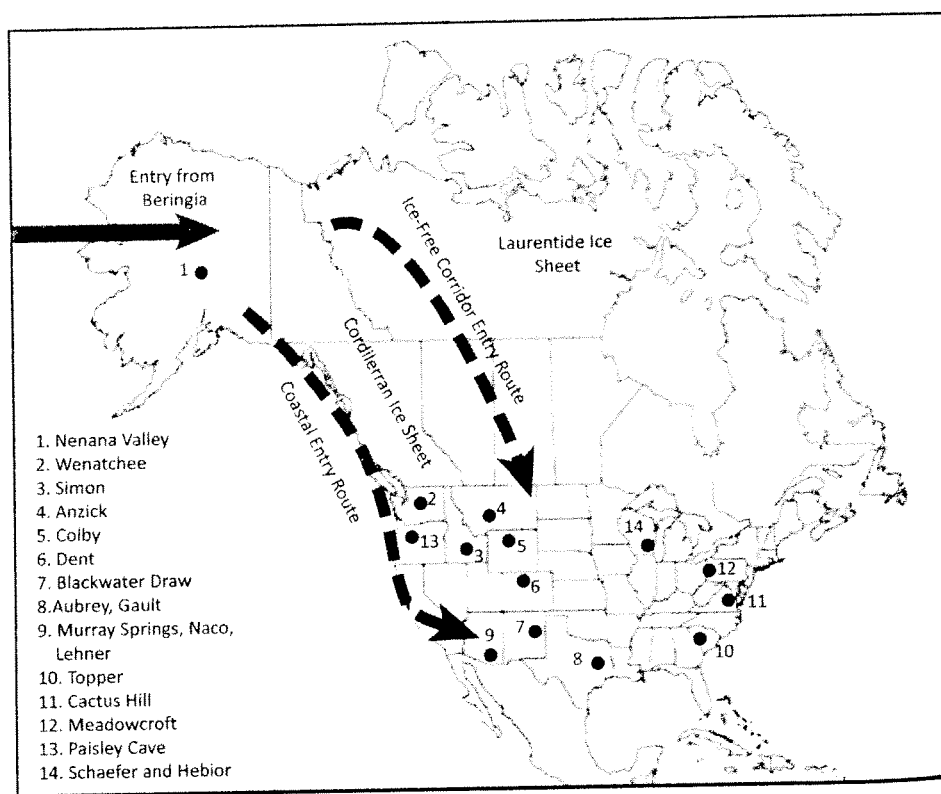 Entry from
Beringia
1
Ice-Free Corridor Entry Route
Laurentide Ice
Sheet
Cordilerran Ice Sheet
Coastal Entry Route
1. Nenana Valley
2. Wenatchee
3. Simon
4. Anzick
5. Colby
6. Dent
7. Blackwater Draw
8.Aubrey, Gault
9. Murray Springs, Naco,
Lehner
10. Topper
11. Cactus Hill
12. Meadowcroft
13. Paisley Cave
14. Schaefer and Hebior
2
4
14
13
3
5
12
6
11
7
9
10
8